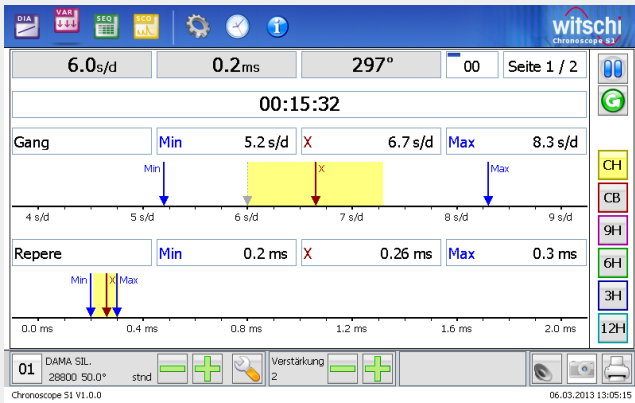 DIA VAR SEQ SCO witschi
Chronoscope S1
6.0s/d 0.2ms 297° 00 Seite 1 / 2
00:15:32
Gang Min 5.2 s/d X 6.7 s/d Max 8.3 s/d
Min X Max
4 s/d 5 s/d 6 s/d 7 s/d 8 s/d 9 s/d
Repere Min 0.2 ms X 0.26 ms Max 0.3 ms
Min X Max
0.0 ms 0.4 ms 0.8 ms 1.2 ms 1.6 ms 2.0 ms
CH
CB
9H
6H
3H
12H
01 DAMA SIL. Verstärkung
28800 50.0° stnd 2
Chronoscope S1 V1.0.0 06.03.2013 13:05:15